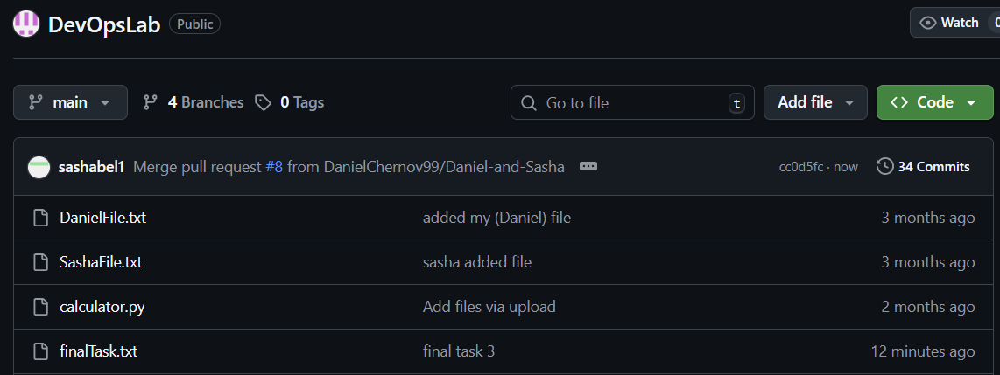 DevOpsLab Public Watch 0
main 4 Branches 0 Tags Go to file t Add file Code
sashabel1 Merge pull request #8 from DanielChernov99/Daniel-and-Sasha cc0d5fc · now 34 Commits
DanielFile.txt added my (Daniel) file 3 months ago
SashaFile.txt sasha added file 3 months ago
calculator.py Add files via upload 2 months ago
finalTask.txt final task 3 12 minutes ago